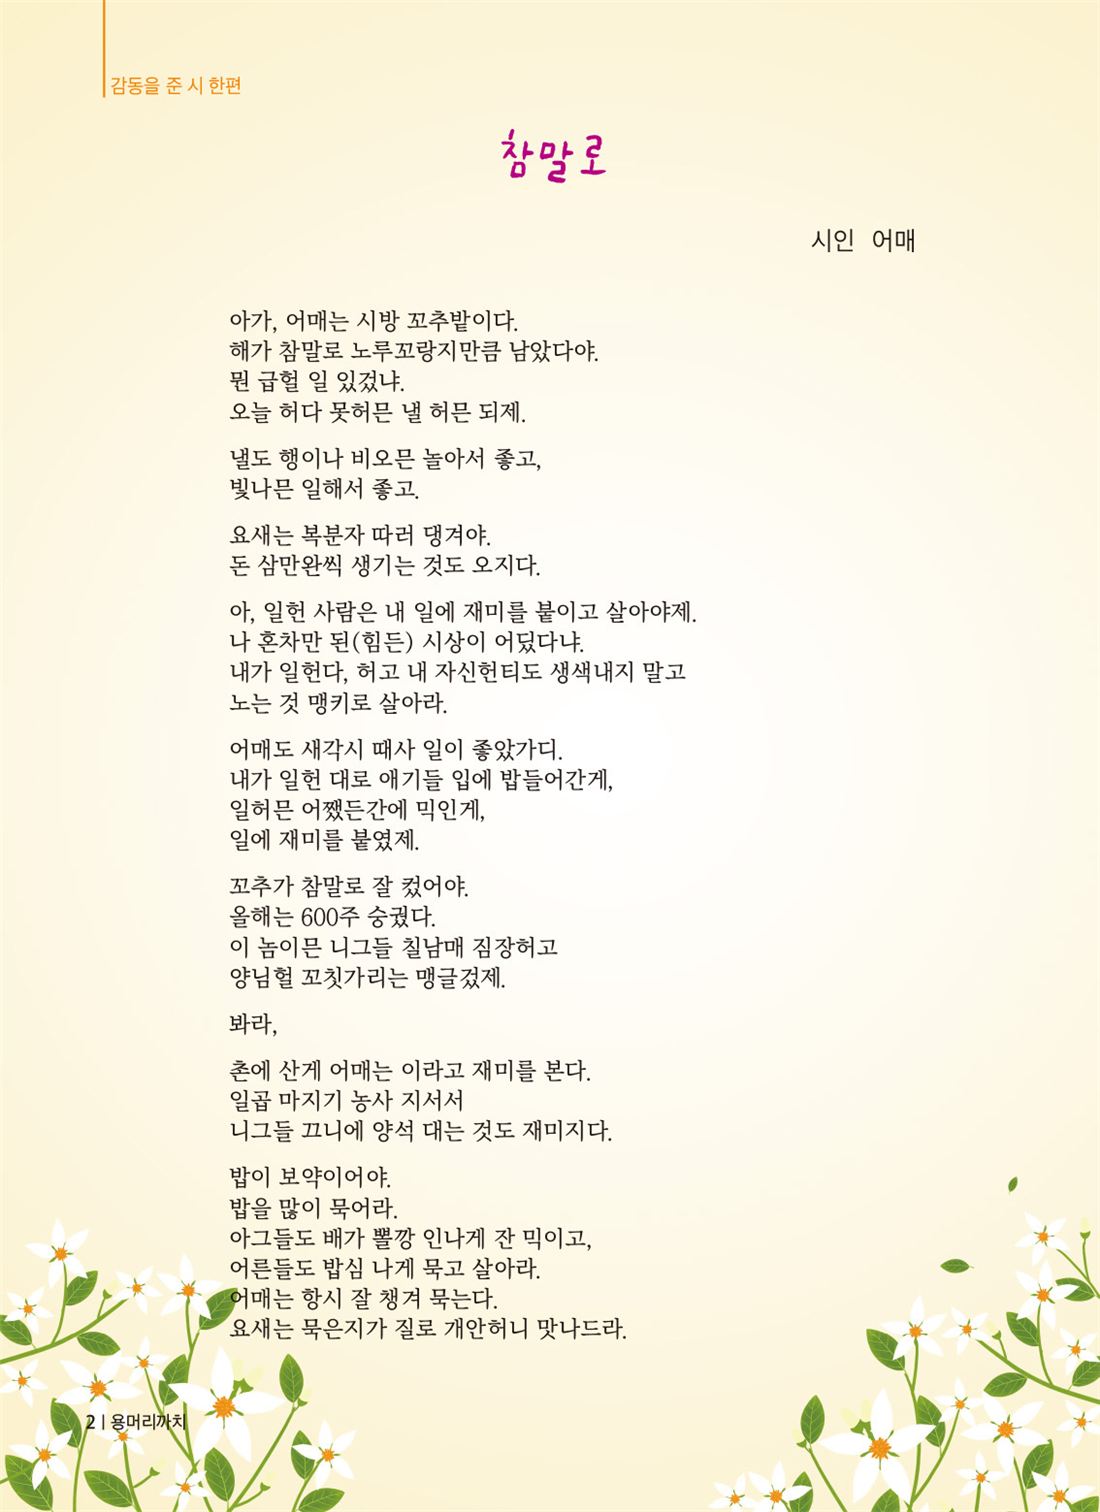 감동을 준 시 한편
참말로
시인 어매
아가, 어매는 시방 꼬추밭이다.
해가 참말로 노루꼬랑지만큼 남았다야.
뭔 급헐 일 있겄냐.
오늘 허다 못허믄 낼 허믄 되제.
낼도 행이나 비오믄 놀아서 좋고,
빛나믄 일해서 좋고.
요새는 복분자 따러 댕겨야.
돈 삼만완씩 생기는 것도 오지다.
아, 일헌 사람은 내 일에 재미를 붙이고 살아야제.
나 혼차만 된(힘든) 시상이 어딨다냐.
내가 일헌다, 허고 내 자신헌티도 생색내지 말고
노는 것 맹키로 살아라.
어매도 새각시 때사 일이 좋았가디.
내가 일헌 대로 애기들 입에 밥들어간게,
일허믄 어쨌든간에 믹인게,
일에 재미를 붙였제.
꼬추가 참말로 잘 컸어야.
올해는 600주 숭궜다.
이 놈이믄 니그들 칠남매 짐장허고
양님헐 꼬칫가리는 맹글겄제.
봐라,
촌에 산게 어매는 이라고 재미를 본다.
일곱 마지기 농사 지서서
니그들 끄니에 양석 대는 것도 재미지다.
밥이 보약이어야.
밥을 많이 묵어라.
아그들도 배가 뽈깡 인나게 잔 믹이고,
어른들도 밥심 나게 묵고 살아라.
어매는 항시 잘 챙겨 묵는다.
요새는 묵은지가 질로 개안허니 맛나드라.
2 | 용머리까치